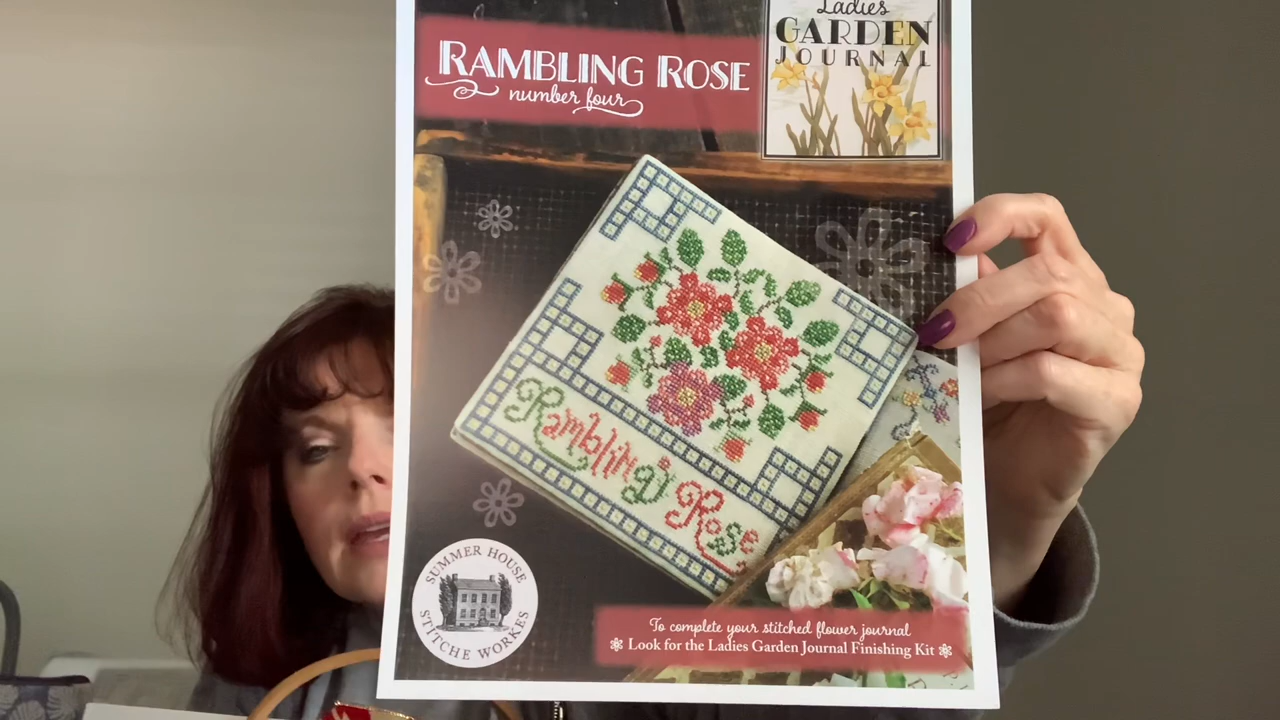 Ladies
GARDEN
JOURNAL
RAMBLING ROSE
number four
Rambling
Rose
SUMMER HOUSE
STITCHE WORKES
To complete your stitched flower journal
Look for the Ladies Garden Journal Finishing Kit